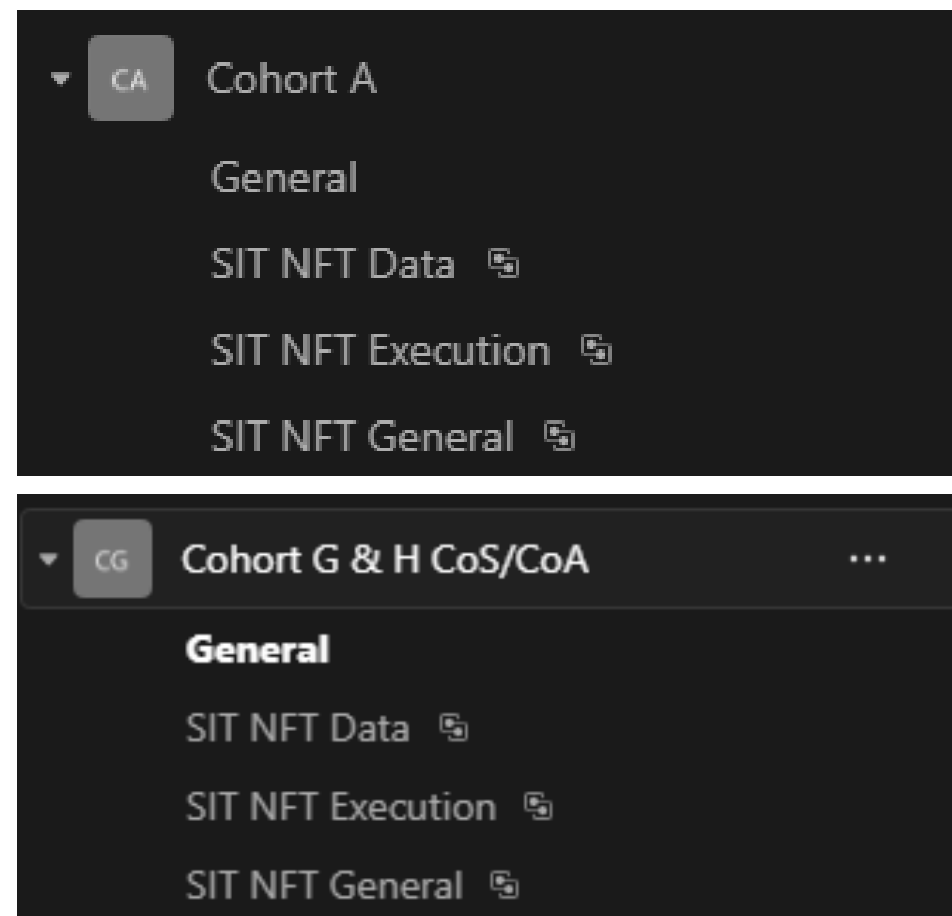 CA Cohort A
General
SIT NFT Data
SIT NFT Execution
SIT NFT General
CG Cohort G & H CoS/CoA ...
General
SIT NFT Data
SIT NFT Execution
SIT NFT General